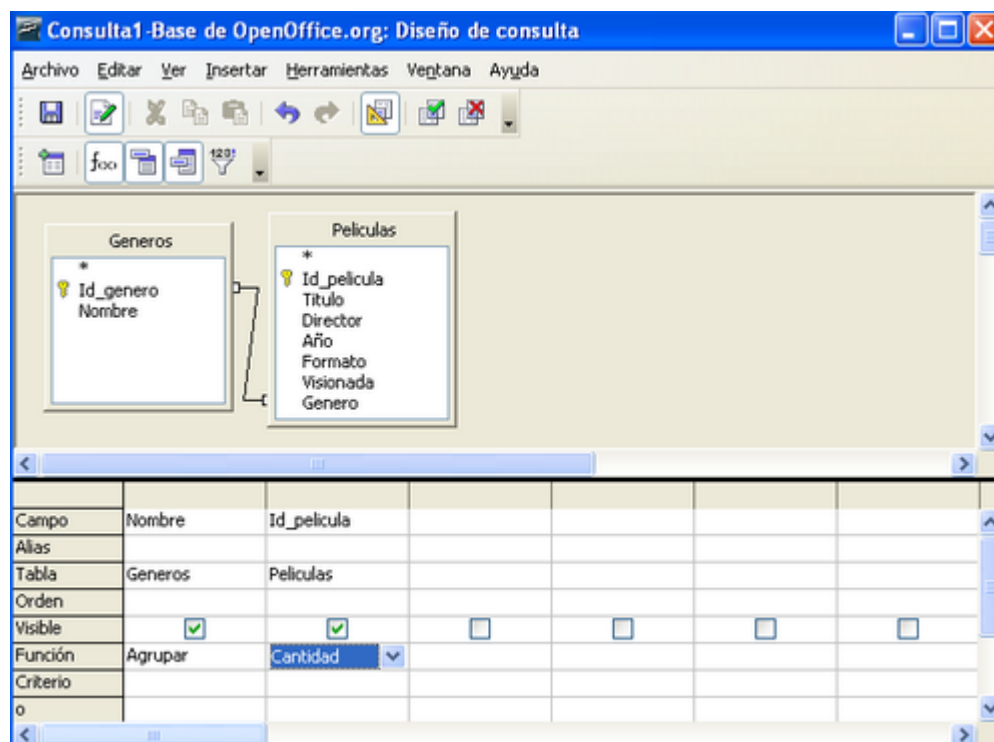 Consulta1-Base de OpenOffice.org: Diseño de consulta
Archivo Editar Ver Insertar Herramientas Ventana Ayuda
f∞
123!
Generos
*
Id_genero
Nombre
Peliculas
*
Id_pelicula
Titulo
Director
Año
Formato
Visionada
Genero
Campo Nombre Id_pelicula
Alias
Tabla Generos Peliculas
Orden
Visible
Función Agrupar Cantidad
Criterio
o